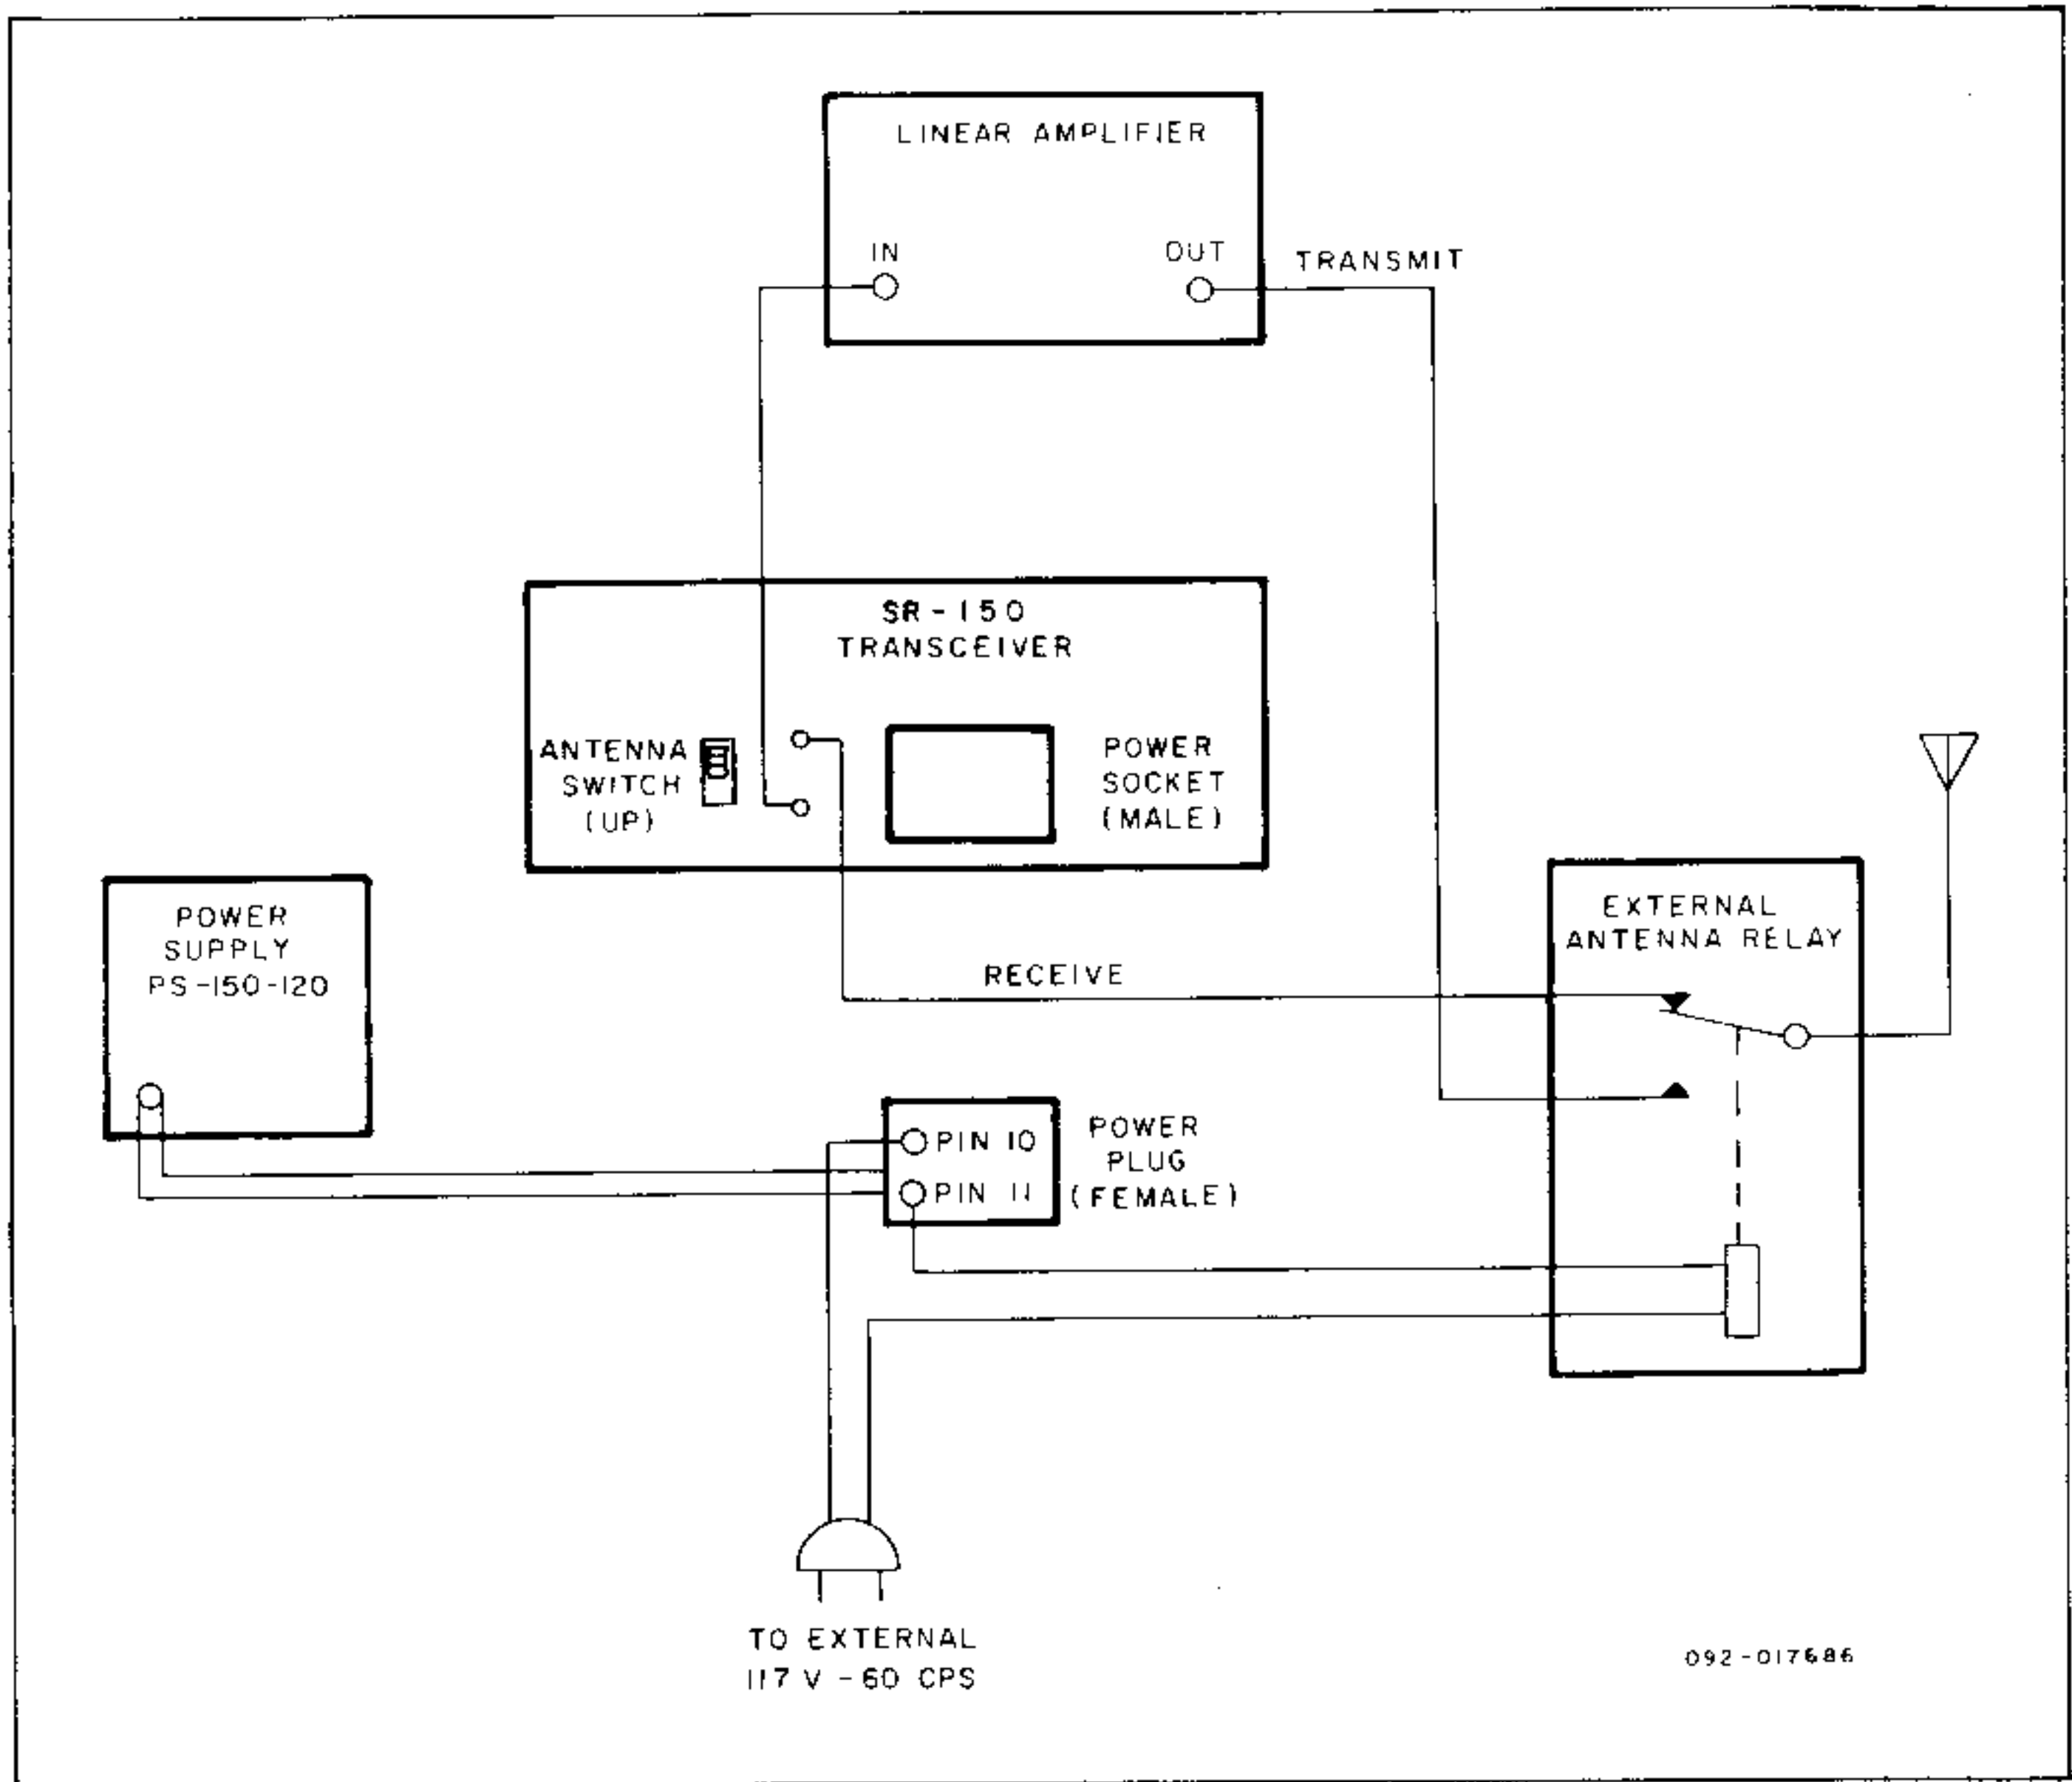 LINEAR AMPLIFIER
IN
OUT
TRANSMIT
SR-150
TRANSCEIVER
ANTENNA
SWITCH
(UP)
POWER
SOCKET
(MALE)
POWER
SUPPLY
PS-150-120
EXTERNAL
ANTENNA RELAY
RECEIVE
PIN 10
PIN 11
POWER
PLUG
(FEMALE)
TO EXTERNAL
117 V - 60 CPS
092-017686